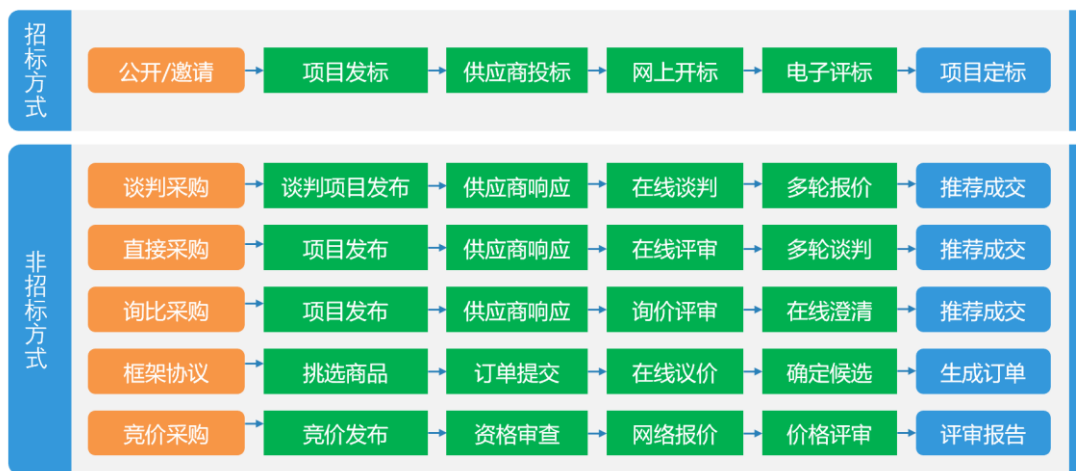 招标方式
公开/邀请 项目发标 供应商投标 网上开标 电子评标 项目定标
非招标方式
谈判采购 谈判项目发布 供应商响应 在线谈判 多轮报价 推荐成交
直接采购 项目发布 供应商响应 在线评审 多轮谈判 推荐成交
询比采购 项目发布 供应商响应 询价评审 在线澄清 推荐成交
框架协议 挑选商品 订单提交 在线议价 确定候选 生成订单
竞价采购 竞价发布 资格审查 网络报价 价格评审 评审报告